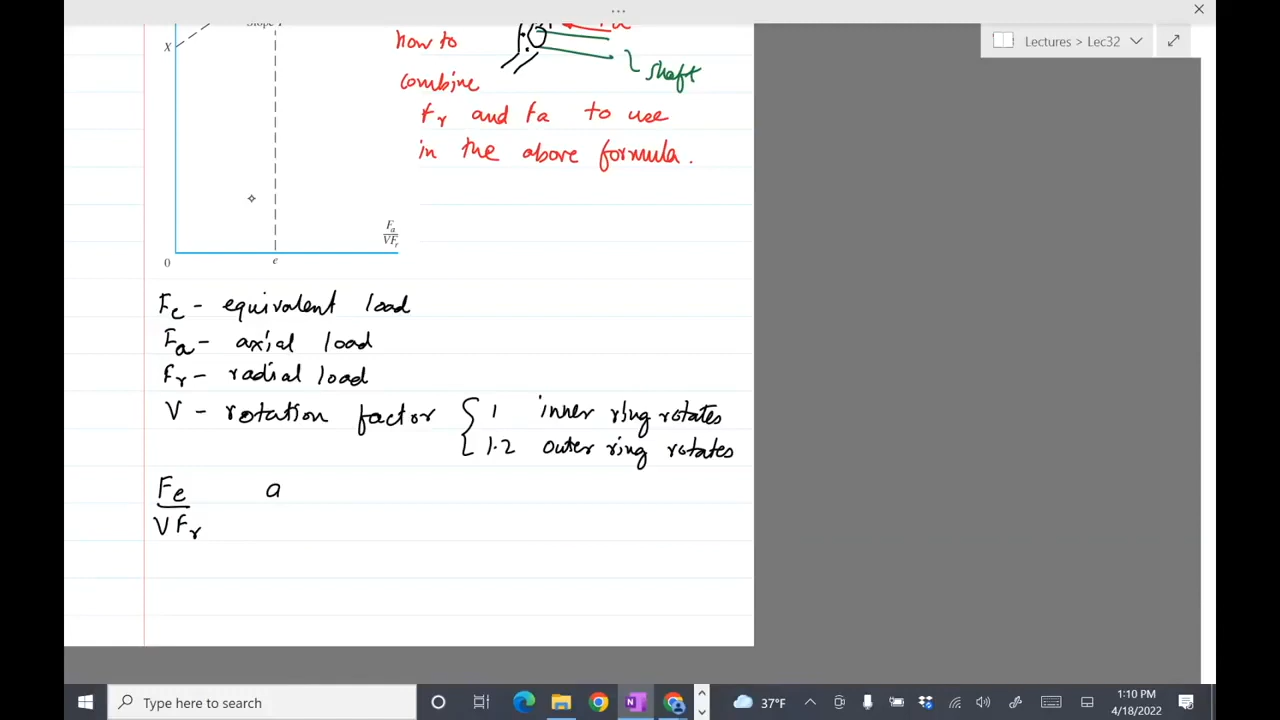 Lectures > Lec32
X
how to
shaft
combine
Fr and Fa to use
in the above formula.
Fa
VFr
0
e
Fe - equivalent load
Fa - axial load
Fr - radial load
V - rotation factor { 1 inner ring rotates
1.2 outer ring rotates
Fe a
VFr
Type here to search
37°F
1:10 PM
4/18/2022